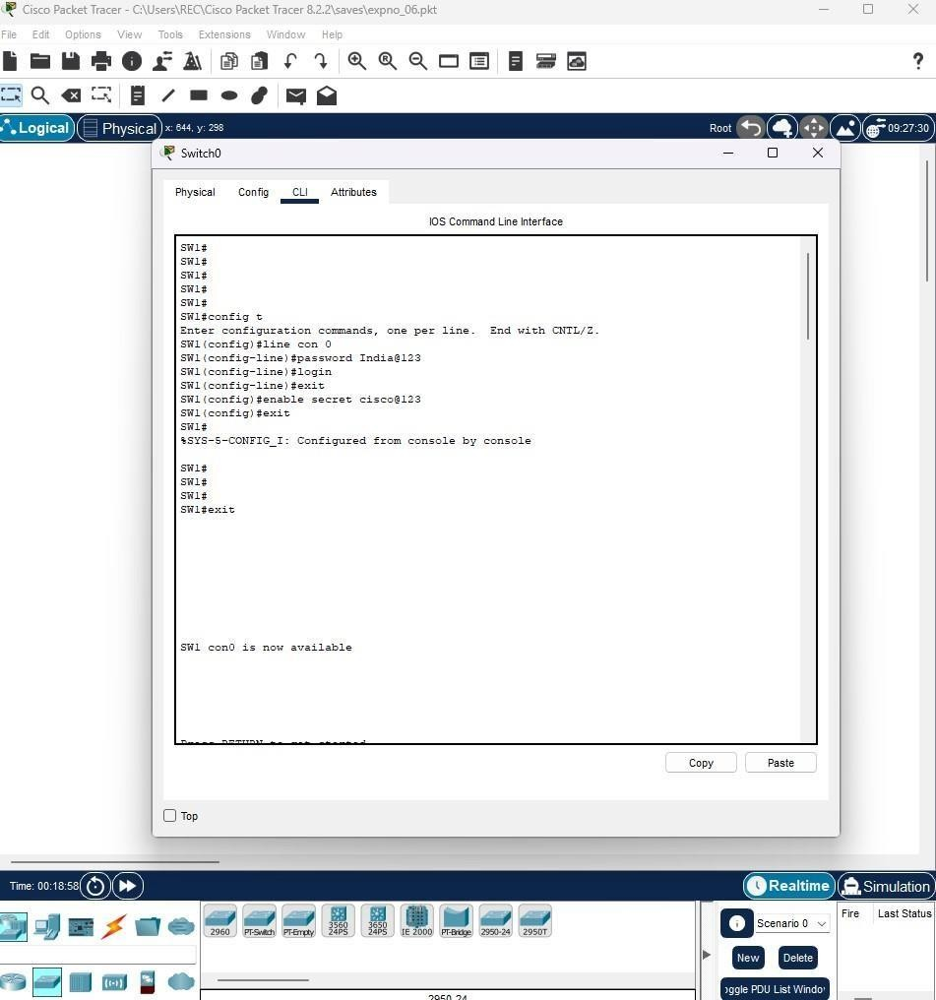 Cisco Packet Tracer - C:\Users\REC\Cisco Packet Tracer 8.2.2\saves\expno_06.pkt
File Edit Options View Tools Extensions Window Help
Logical Physical x: 644, y: 298 Root 09:27:30
Switch0
Physical Config CLI Attributes
IOS Command Line Interface
SW1#
SW1#
SW1#
SW1#
SW1#
SW1#config t
Enter configuration commands, one per line. End with CNTL/Z.
SW1(config)#line con 0
SW1(config-line)#password India@123
SW1(config-line)#login
SW1(config-line)#exit
SW1(config)#enable secret cisco@123
SW1(config)#exit
SW1#
%SYS-5-CONFIG_I: Configured from console by console
SW1#
SW1#
SW1#
SW1#exit
SW1 con0 is now available
Press RETURN to get started
Copy Paste
Top
Time: 00:18:58 Realtime Simulation
2960 PT-Switch PT-Empty 3560 24PS 3650 24PS IE 2000 PT-Bridge 2950-24 2950T
Scenario 0
Fire Last Status
New Delete
oggle PDU List Windo
2950-24